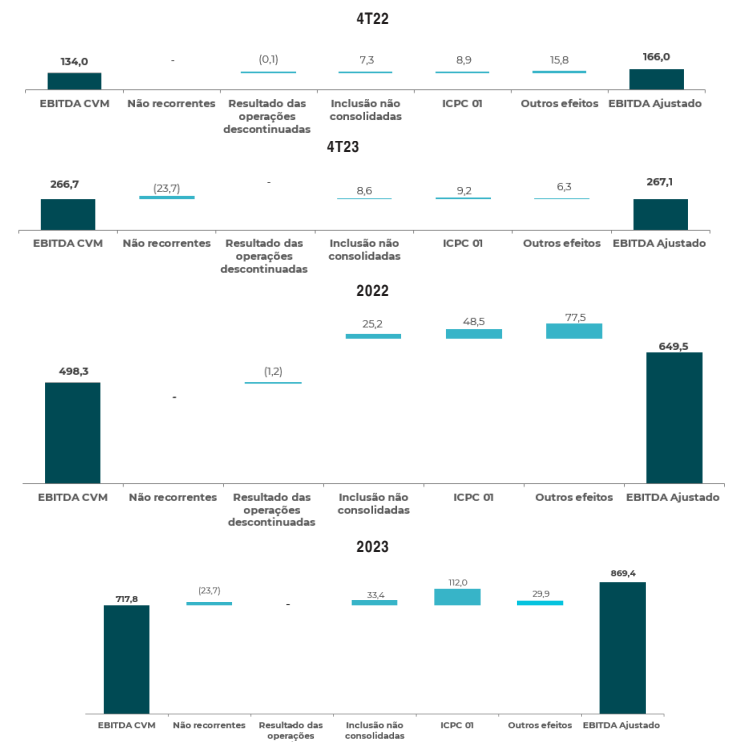 4T22
134,0 - (0,1) 7,3 8,9 15,8 166,0
EBITDA CVM Não recorrentes Resultado das Inclusão não ICPC 01 Outros efeitos EBITDA Ajustado
operações consolidadas
descontinuadas
4T23
266,7 (23,7) - 8,6 9,2 6,3 267,1
EBITDA CVM Não recorrentes Resultado das Inclusão não ICPC 01 Outros efeitos EBITDA Ajustado
operações consolidadas
descontinuadas
2022
498,3 - (1,2) 25,2 48,5 77,5 649,5
EBITDA CVM Não recorrentes Resultado das Inclusão não ICPC 01 Outros efeitos EBITDA Ajustado
operações consolidadas
descontinuadas
2023
717,8 (23,7) - 33,4 112,0 29,9 869,4
EBITDA CVM Não recorrentes Resultado das Inclusão não ICPC 01 Outros efeitos EBITDA Ajustado
operações consolidadas